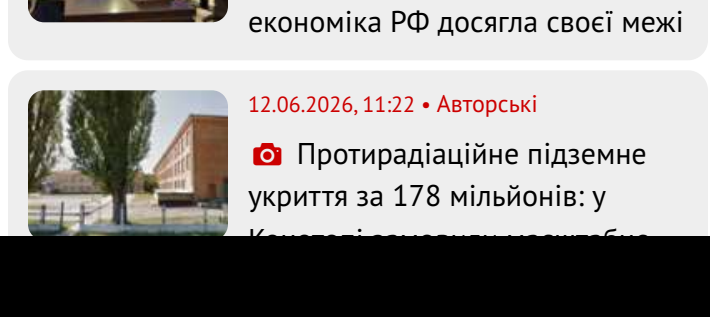 економіка РФ досягла своєї межі
12.06.2026, 11:22 • Авторські
Протирадіаційне підземне
укриття за 178 мільйонів: у